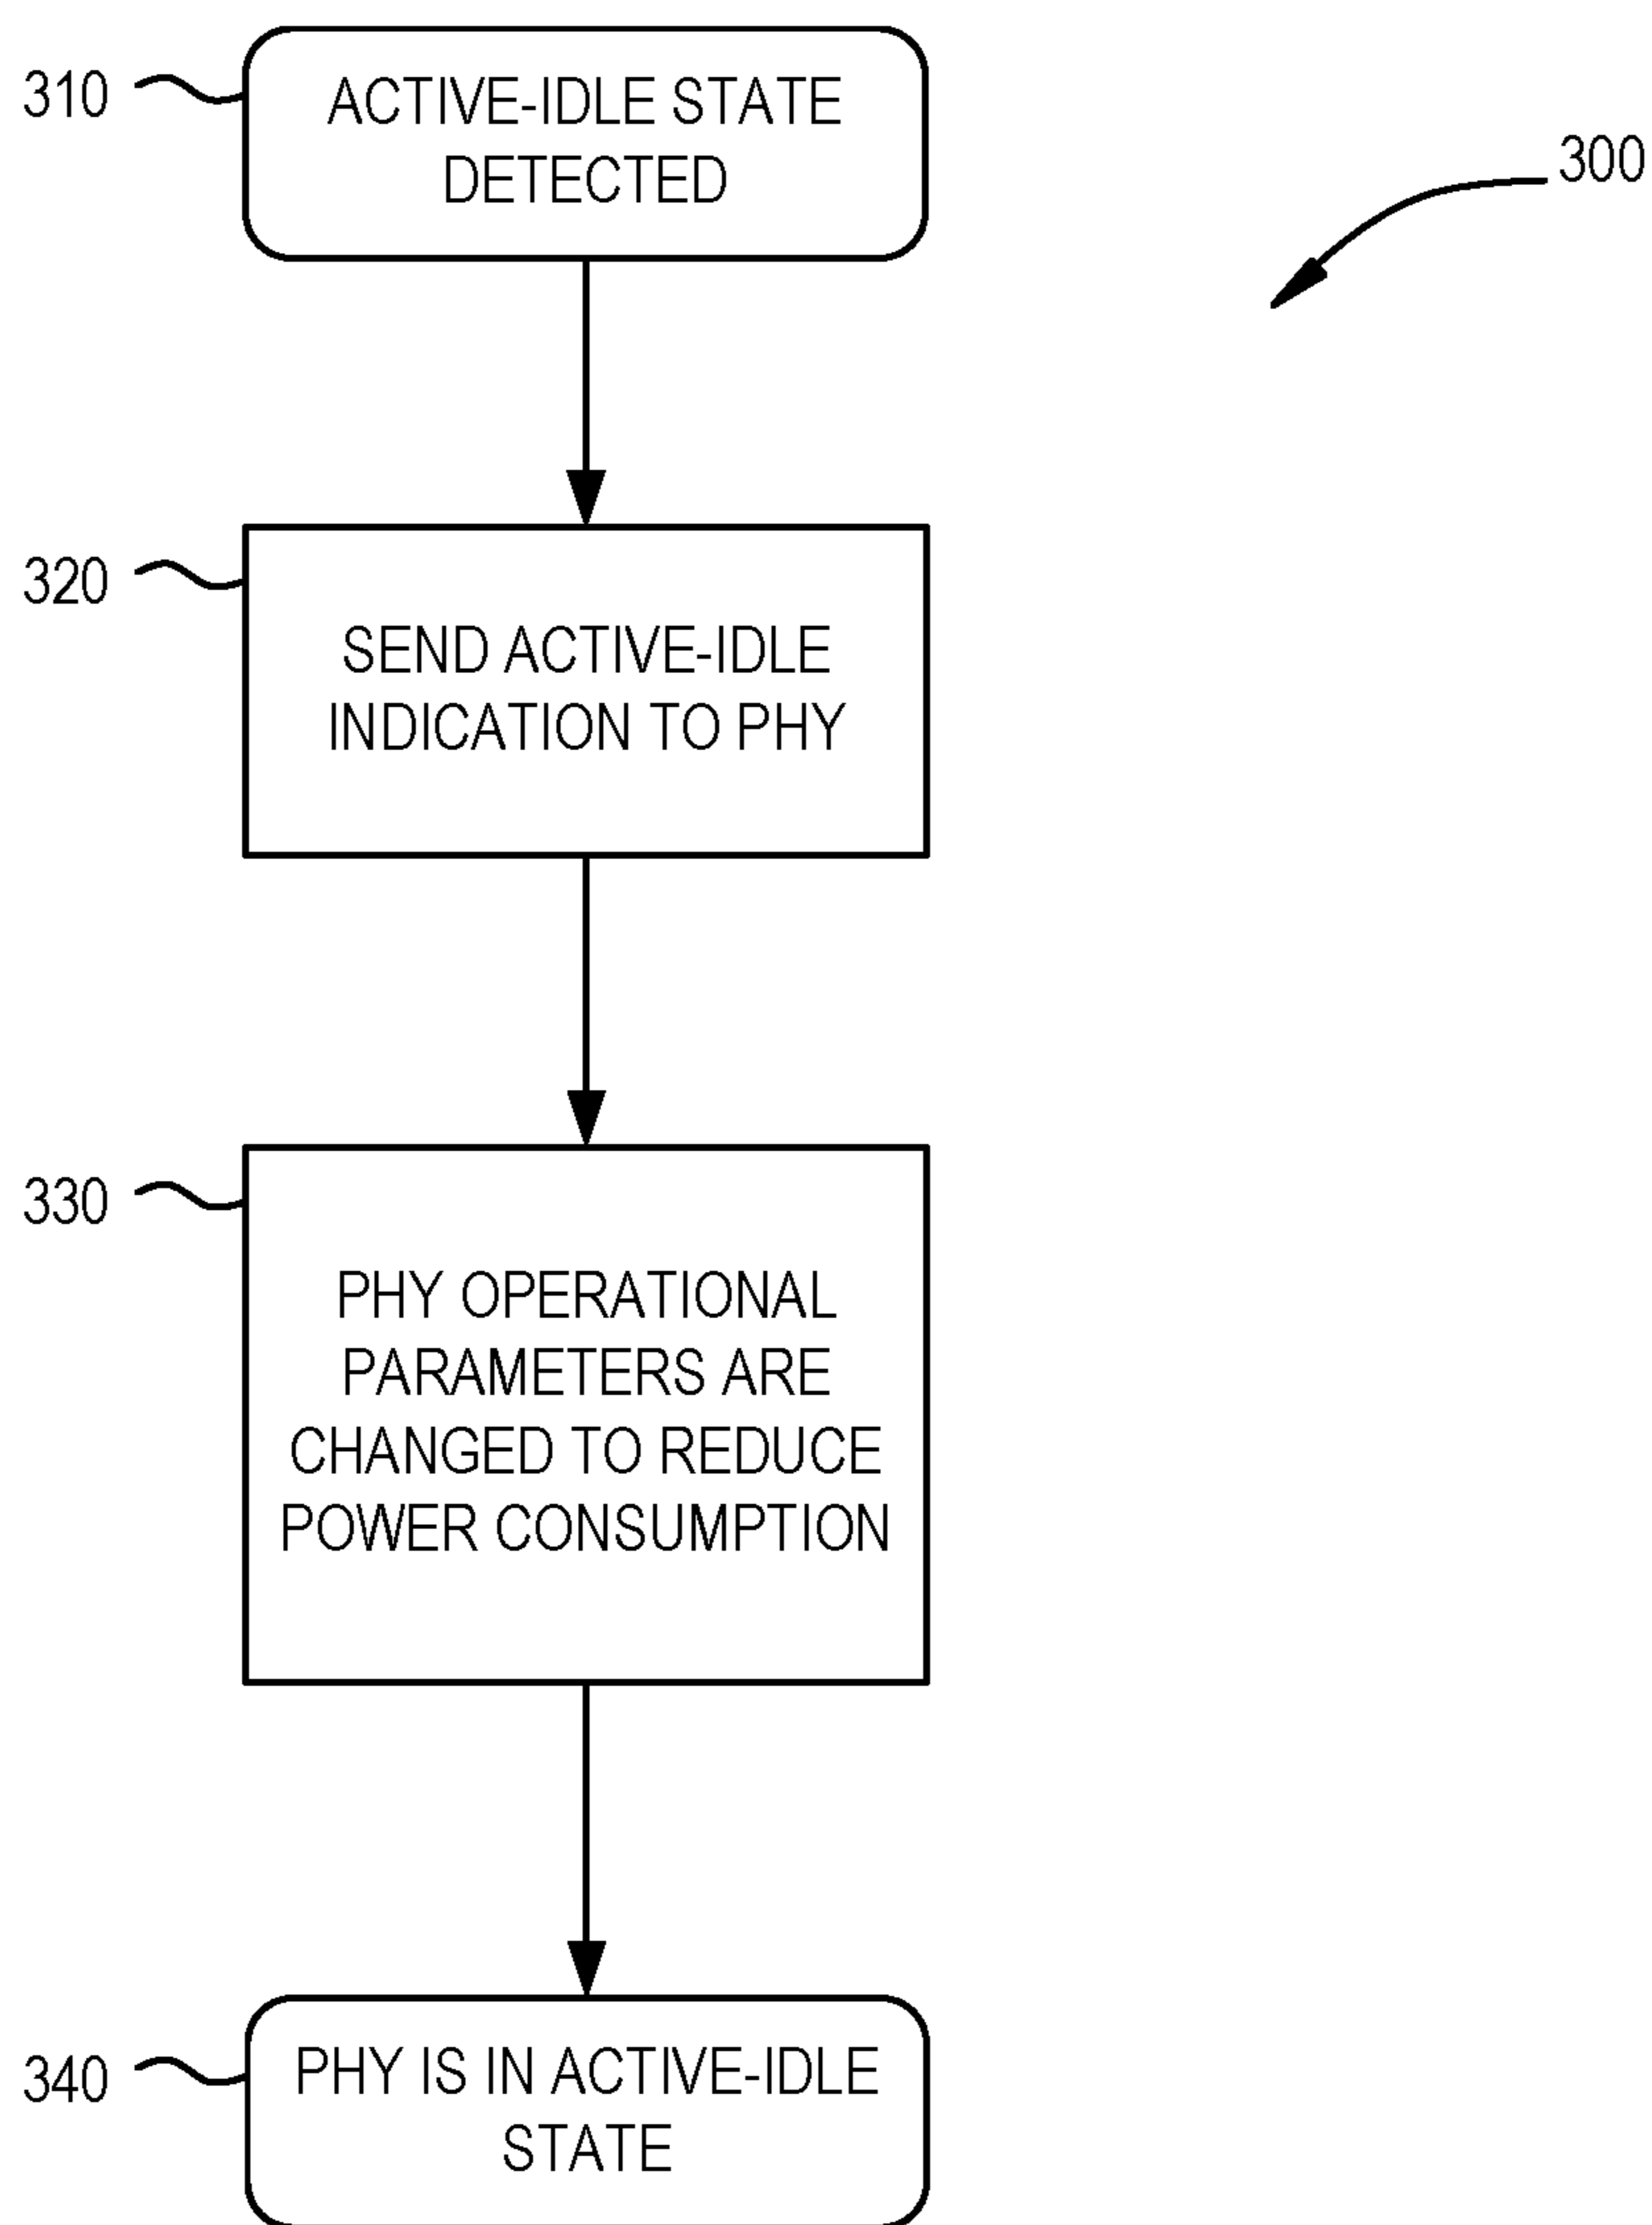 310
ACTIVE-IDLE STATE
DETECTED
300
320
SEND ACTIVE-IDLE
INDICATION TO PHY
330
PHY OPERATIONAL
PARAMETERS ARE
CHANGED TO REDUCE
POWER CONSUMPTION
340
PHY IS IN ACTIVE-IDLE
STATE